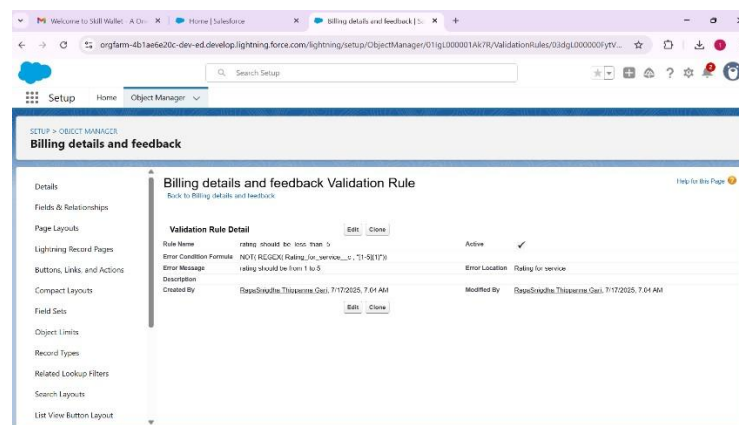 Welcome to Skill Wallet - A On
Home | Salesforce
Billing details and feedback | Sa
orgfarm-4b1ae6e20c-dev-ed.develop.lightning.force.com/lightning/setup/ObjectManager/01IgL000001Ak7R/ValidationRules/03dgL000000FytV...
Search Setup
Setup Home Object Manager
SETUP > OBJECT MANAGER
Billing details and feedback
Details
Fields & Relationships
Page Layouts
Lightning Record Pages
Buttons, Links, and Actions
Compact Layouts
Field Sets
Object Limits
Record Types
Related Lookup Filters
Search Layouts
List View Button Layout
Billing details and feedback Validation Rule
Help for this Page
Back to Billing details and feedback
Validation Rule Detail
Edit Clone
Rule Name rating should be less than 5 Active
Error Condition Formula NOT( REGEX( Rating_for_service__c , "[1-5]{1}"))
Error Message rating should be from 1 to 5 Error Location Rating for service
Description
Created By RagaSnigdhe Thippanna Gari, 7/17/2025, 7:04 AM Modified By RagaSnigdhe Thippanna Gari, 7/17/2025, 7:04 AM
Edit Clone